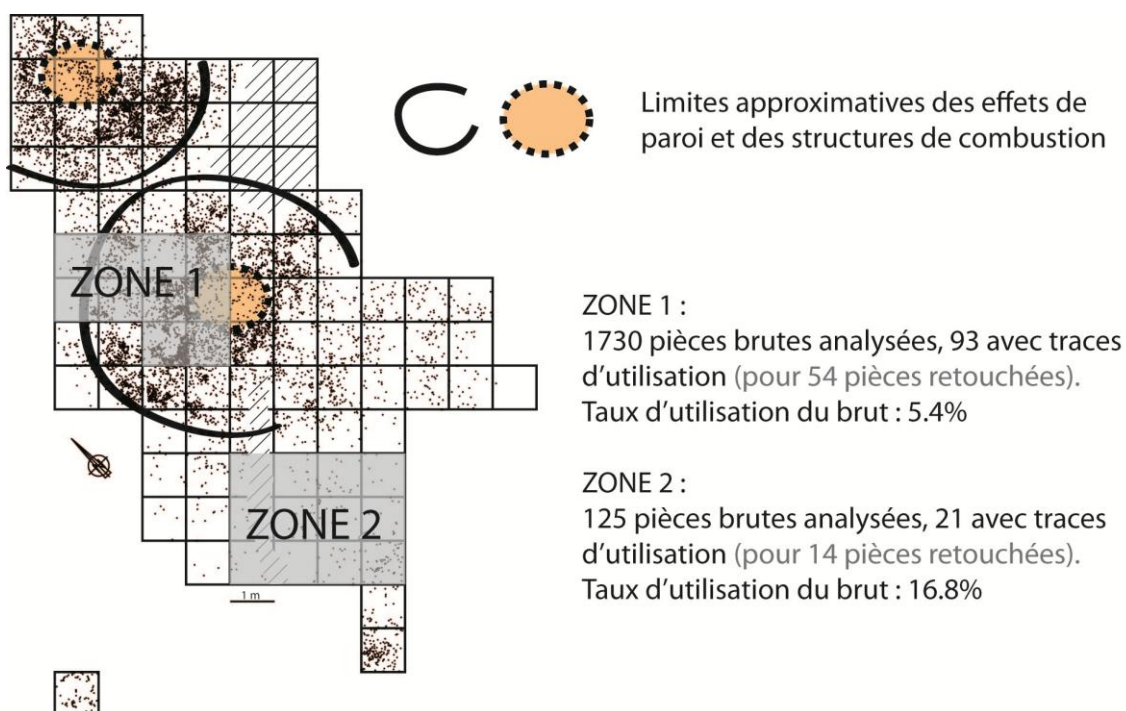 Limites approximatives des effets de
paroi et des structures de combustion
ZONE 1
ZONE 1 :
1730 pièces brutes analysées, 93 avec traces
d’utilisation (pour 54 pièces retouchées).
Taux d’utilisation du brut : 5.4%
ZONE 2 :
125 pièces brutes analysées, 21 avec traces
d’utilisation (pour 14 pièces retouchées).
Taux d’utilisation du brut : 16.8%
ZONE 2
1 m